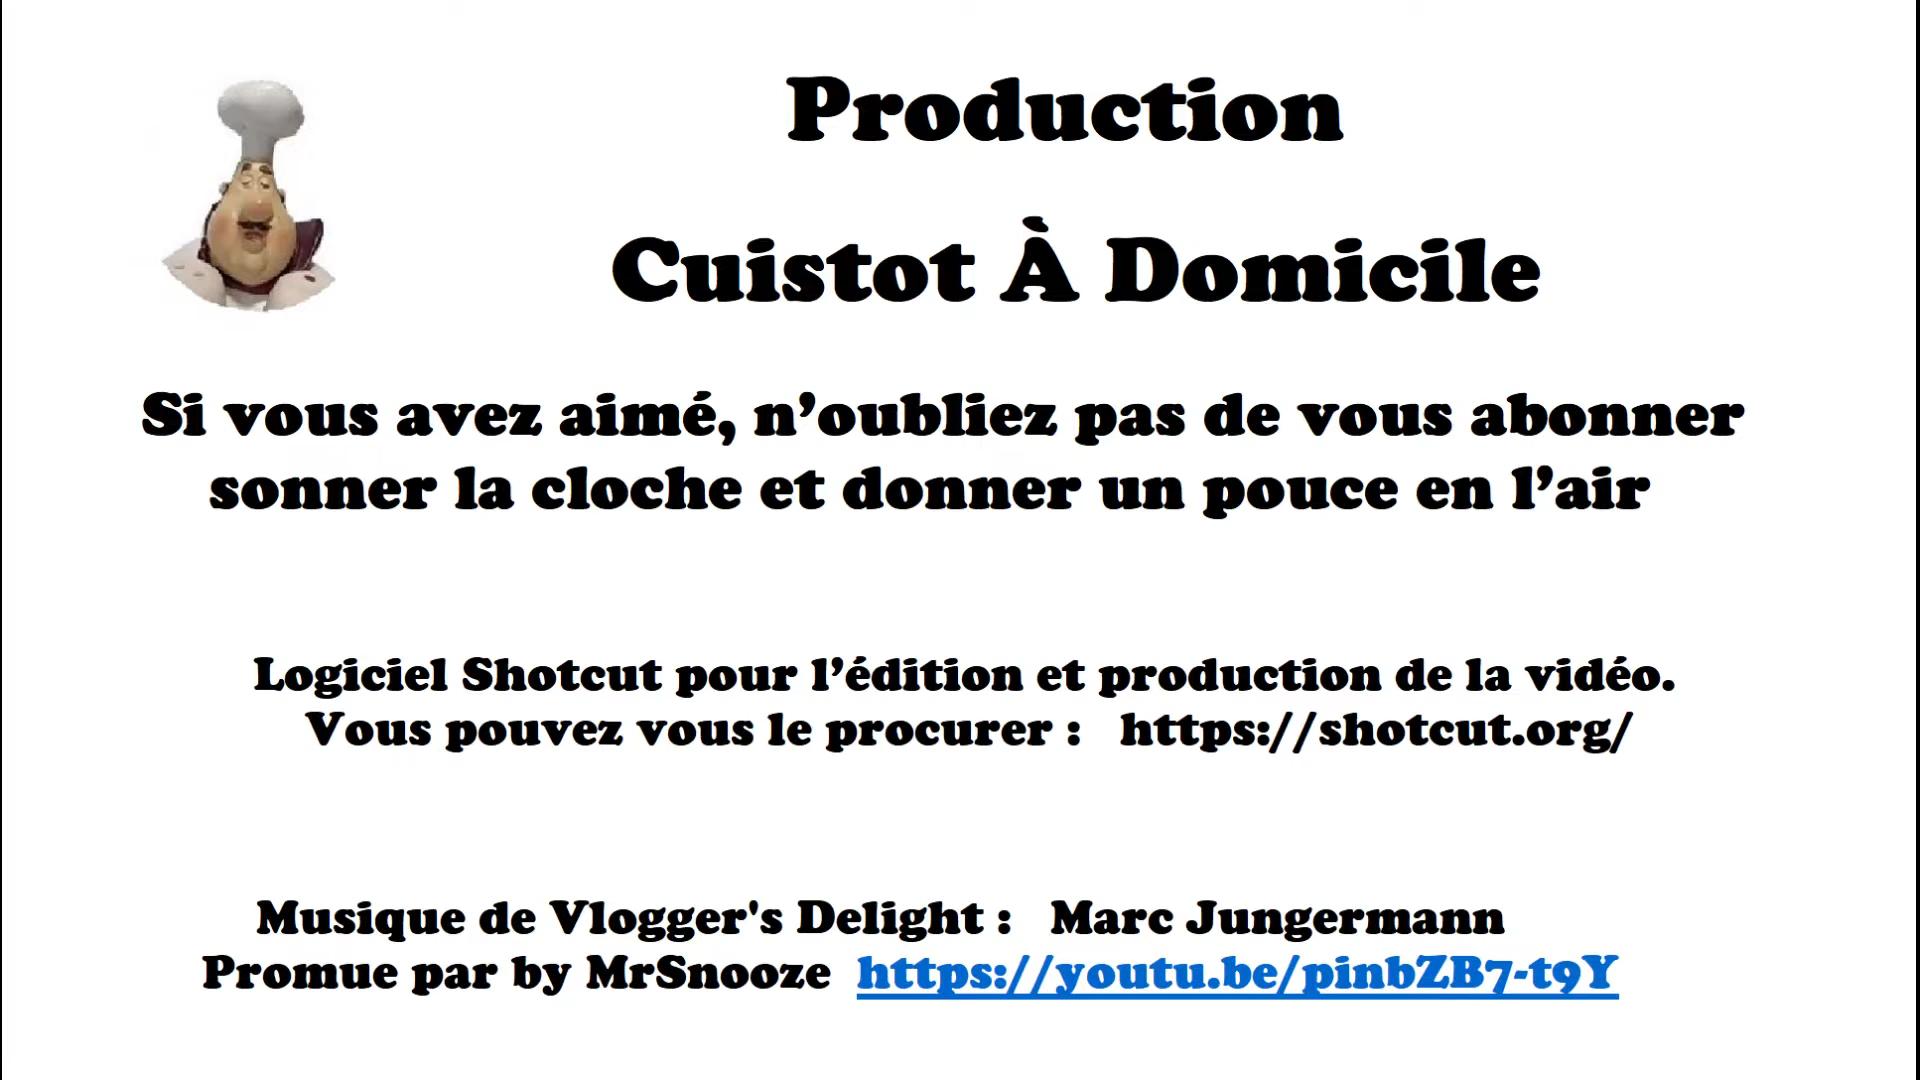 Production
Cuistot À Domicile
Si vous avez aimé, n’oubliez pas de vous abonner
sonner la cloche et donner un pouce en l’air
Logiciel Shotcut pour l’édition et production de la vidéo.
Vous pouvez vous le procurer : https://shotcut.org/
Musique de Vlogger's Delight : Marc Jungermann
Promue par by MrSnooze https://youtu.be/pinbZB7-t9Y